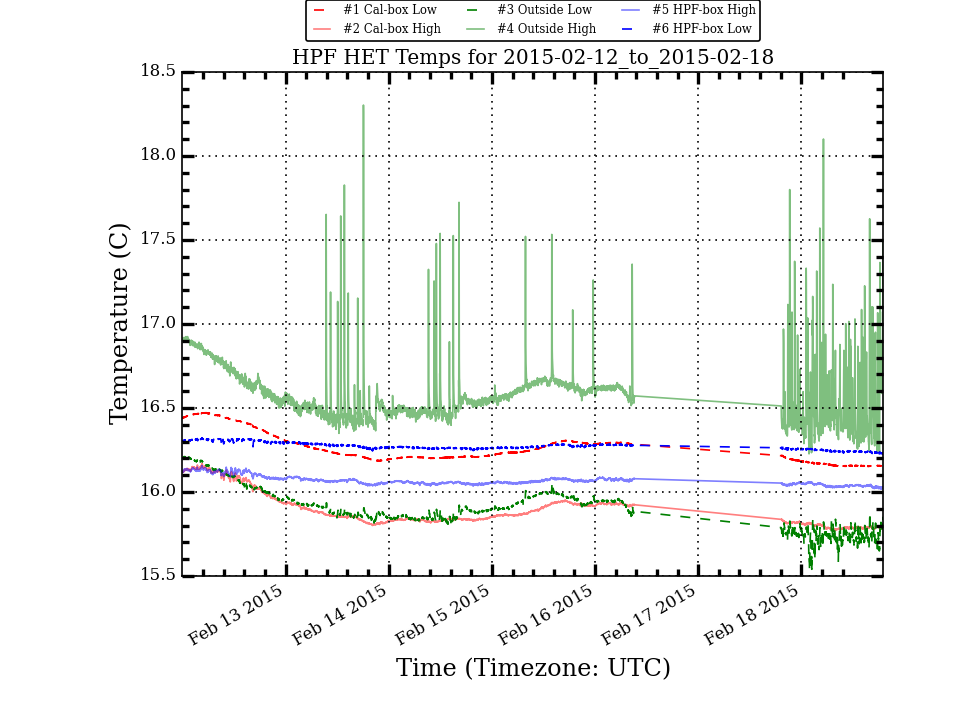 #1 Cal-box Low #3 Outside Low #5 HPF-box High
#2 Cal-box High #4 Outside High #6 HPF-box Low
HPF HET Temps for 2015-02-12_to_2015-02-18
18.5
18.0
17.5
17.0
16.5
16.0
15.5
Temperature (C)
Feb 13 2015
Feb 14 2015
Feb 15 2015
Feb 16 2015
Feb 17 2015
Feb 18 2015
Time (Timezone: UTC)